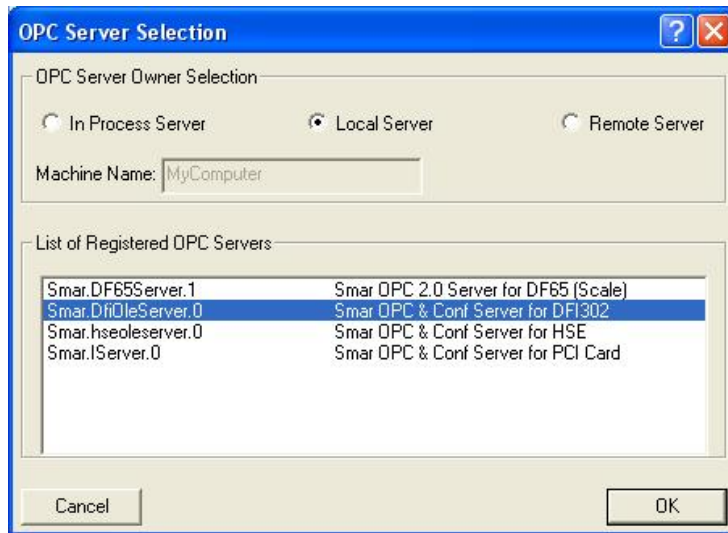 OPC Server Selection
OPC Server Owner Selection
In Process Server Local Server Remote Server
Machine Name: MyComputer
List of Registered OPC Servers
Smar.DF65Server.1 Smar OPC 2.0 Server for DF65 (Scale)
Smar.DfiOleServer.0 Smar OPC & Conf Server for DFI302
Smar.hseoleserver.0 Smar OPC & Conf Server for HSE
Smar.IServer.0 Smar OPC & Conf Server for PCI Card
Cancel OK